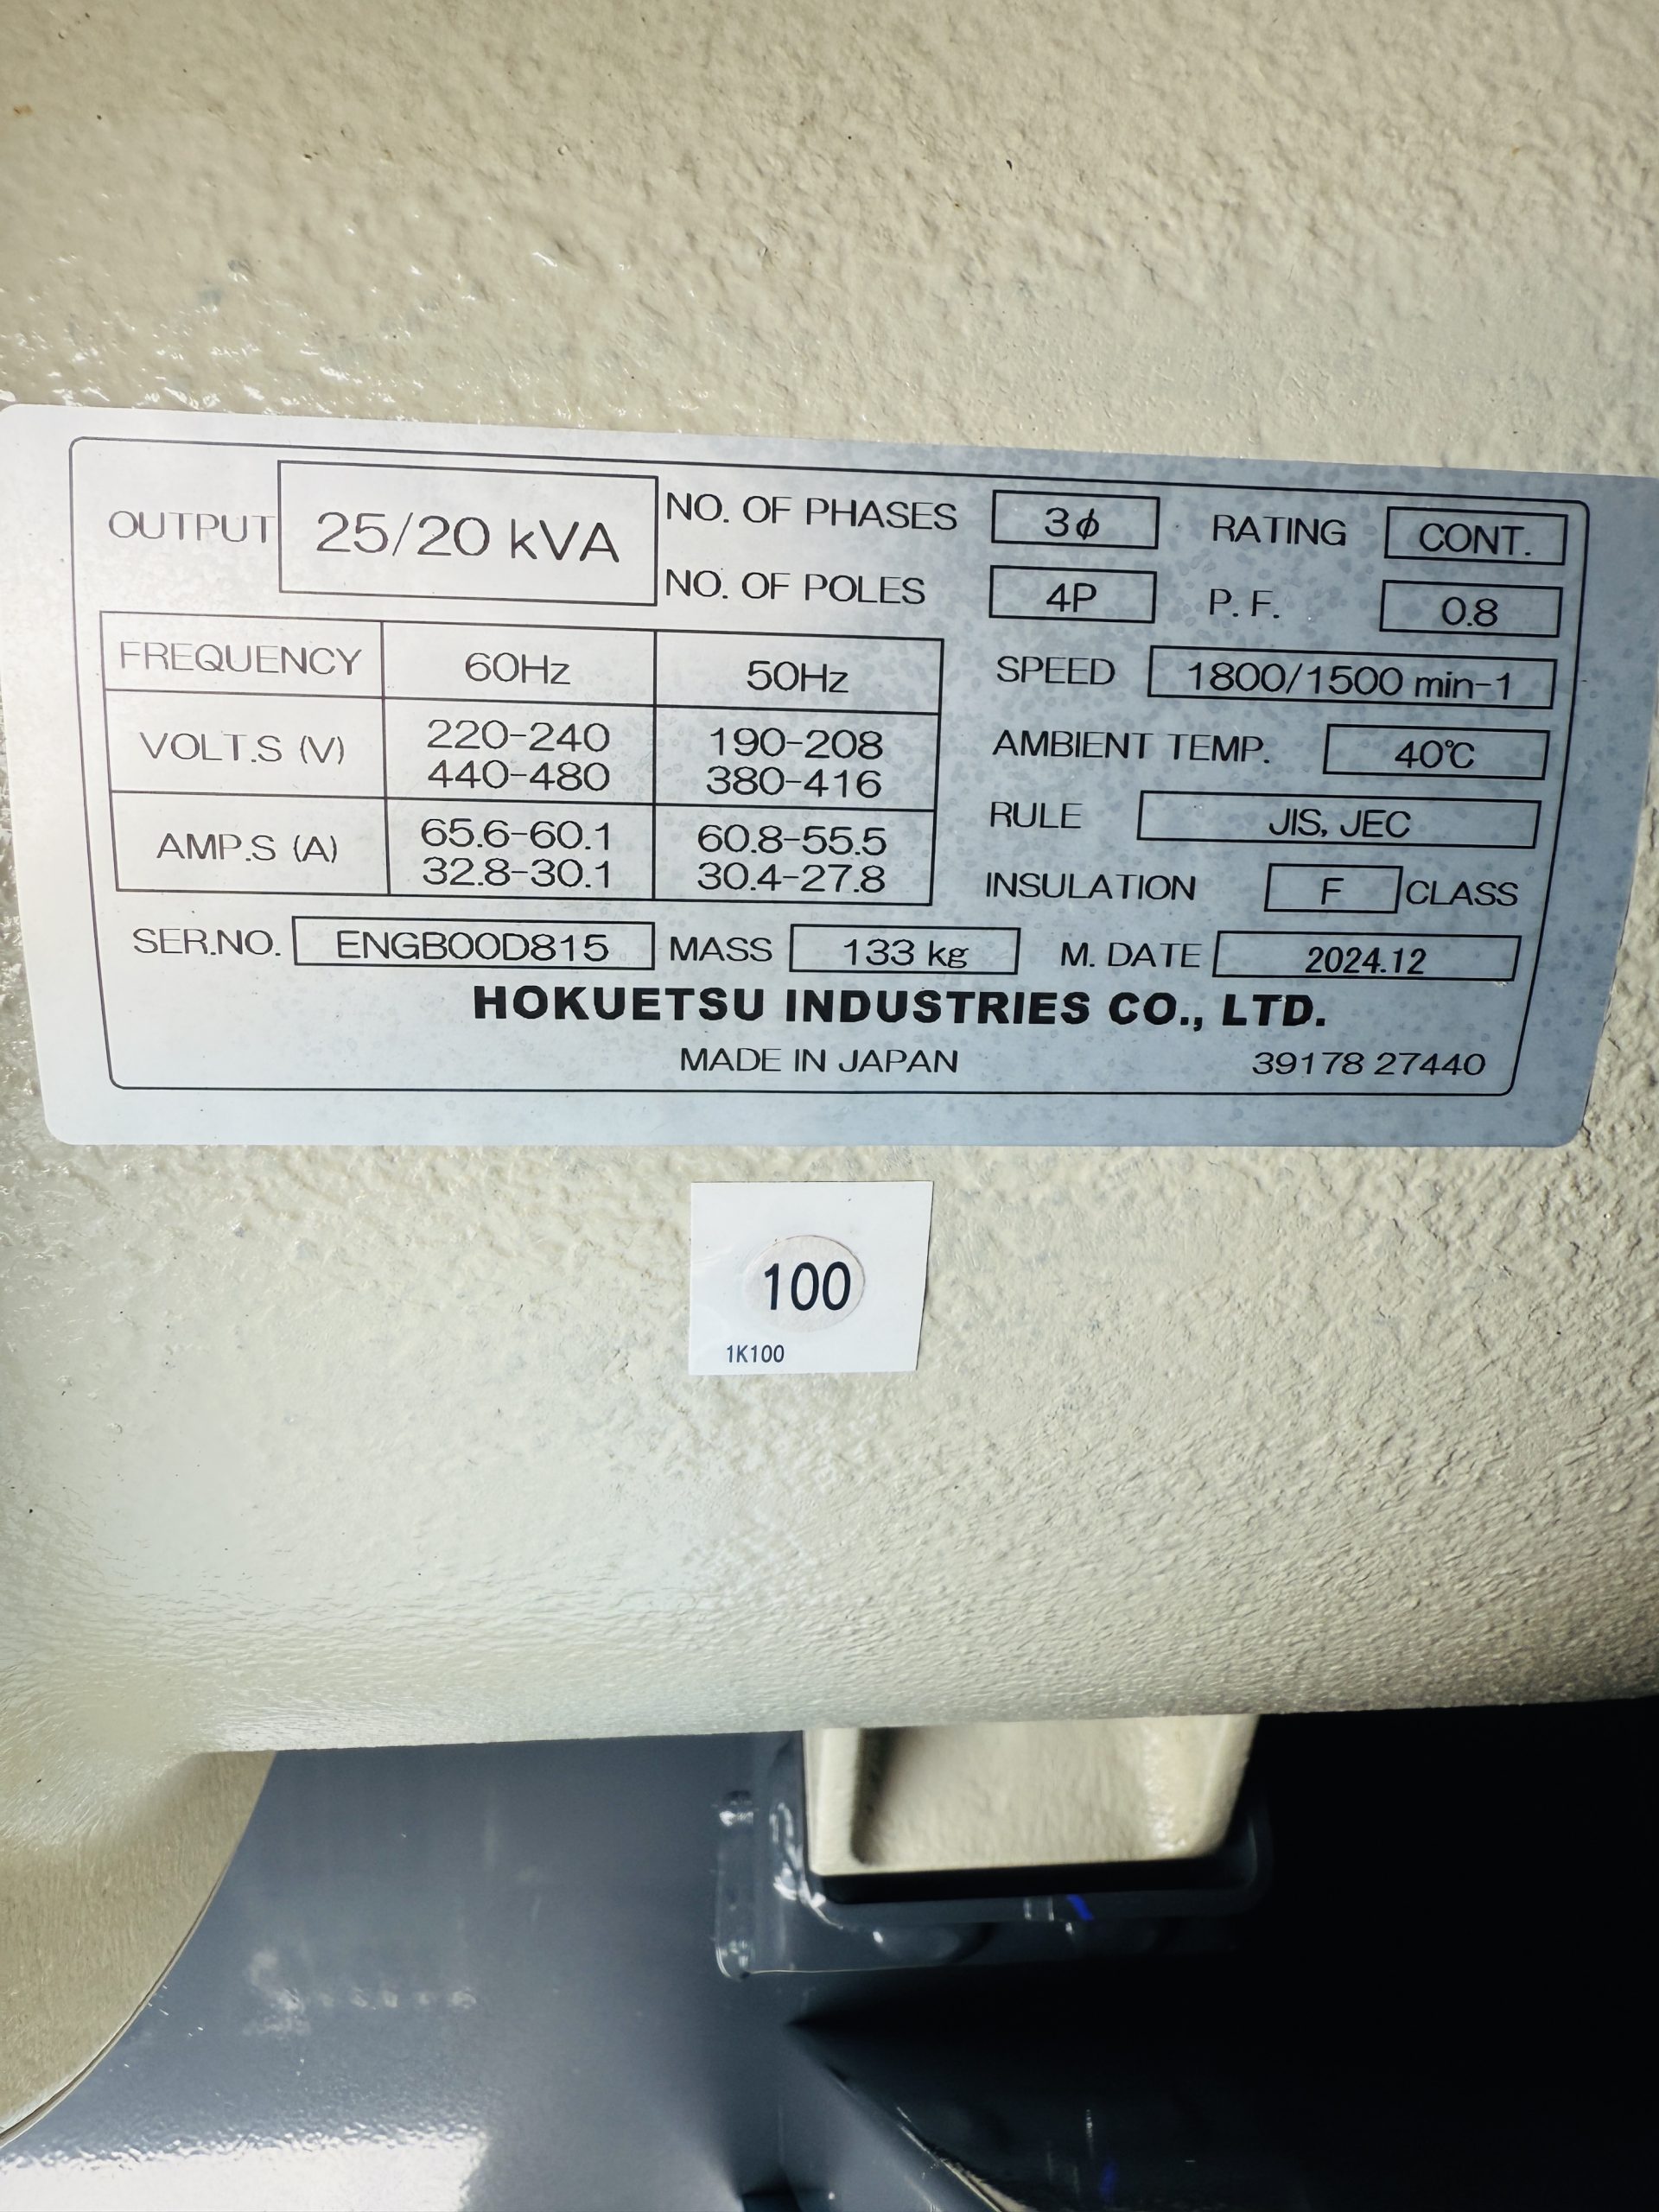 OUTPUT 25/20 kVA NO. OF PHASES 3ϕ RATING CONT.
NO. OF POLES 4P P. F. 0.8
FREQUENCY 60Hz 50Hz SPEED 1800/1500 min-1
VOLT.S (V) 220-240 190-208 AMBIENT TEMP. 40℃
440-480 380-416
AMP.S (A) 65.6-60.1 60.8-55.5 RULE JIS, JEC
32.8-30.1 30.4-27.8 INSULATION F CLASS
SER.NO. ENGB00D815 MASS 133 kg M. DATE 2024.12
HOKUETSU INDUSTRIES CO., LTD.
MADE IN JAPAN 39178 27440
100
1K100